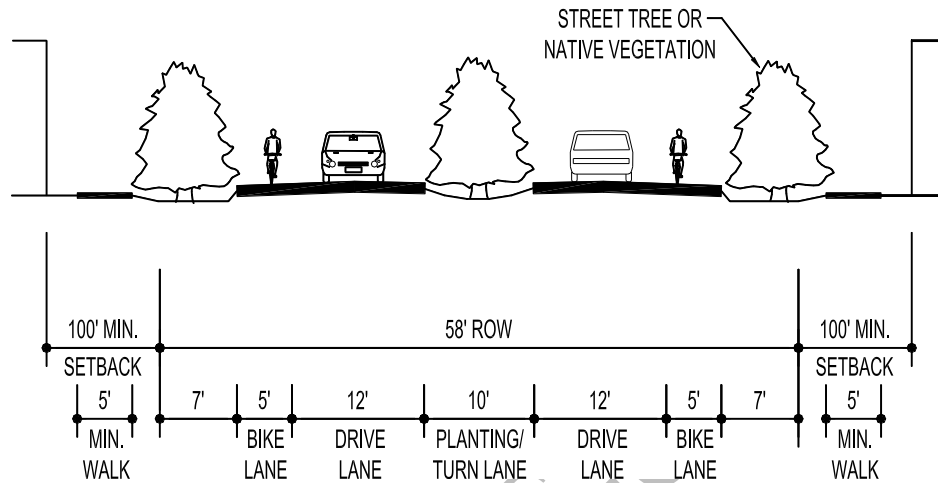 STREET TREE OR
NATIVE VEGETATION
100' MIN.
SETBACK
58' ROW
100' MIN.
SETBACK
5'
MIN.
WALK
7'
5'
BIKE
LANE
12'
DRIVE
LANE
10'
PLANTING/
TURN LANE
12'
DRIVE
LANE
5'
BIKE
LANE
7'
5'
MIN.
WALK